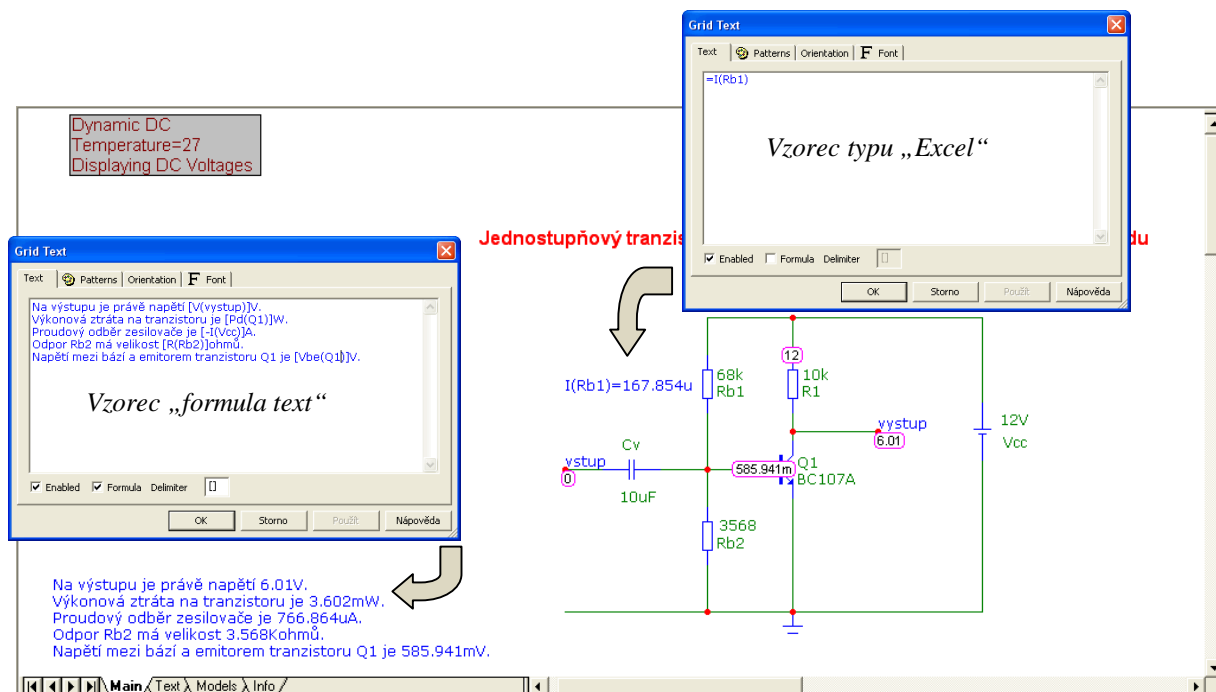 Grid Text
Text Patterns Orientation F Font
=I(Rb1)
Vzorec typu „Excel“
Enabled Formula Delimiter []
OK Storno Použít Nápověda
Dynamic DC
Temperature=27
Displaying DC Voltages
Jednostupňový tranzis
du
Grid Text
Text Patterns Orientation F Font
Na výstupu je právě napětí [V(vystup)]V.
Výkonová ztráta na tranzistoru je [Pd(Q1)]W.
Proudový odběr zesilovače je [-I(Vcc)]A.
Odpor Rb2 má velikost [R(Rb2)]ohmů.
Napětí mezi bází a emitorem tranzistoru Q1 je [Vbe(Q1)]V.
Vzorec „formula text“
Enabled Formula Delimiter []
OK Storno Použít Nápověda
12
I(Rb1)=167.854u
68k
Rb1
10k
R1
vystup
6.01
12V
Vcc
Cv
vstup
0
10uF
585.941m
Q1
BC107A
3568
Rb2
Na výstupu je právě napětí 6.01V.
Výkonová ztráta na tranzistoru je 3.602mW.
Proudový odběr zesilovače je 766.864uA.
Odpor Rb2 má velikost 3.568Kohmů.
Napětí mezi bází a emitorem tranzistoru Q1 je 585.941mV.
Main Text Models Info